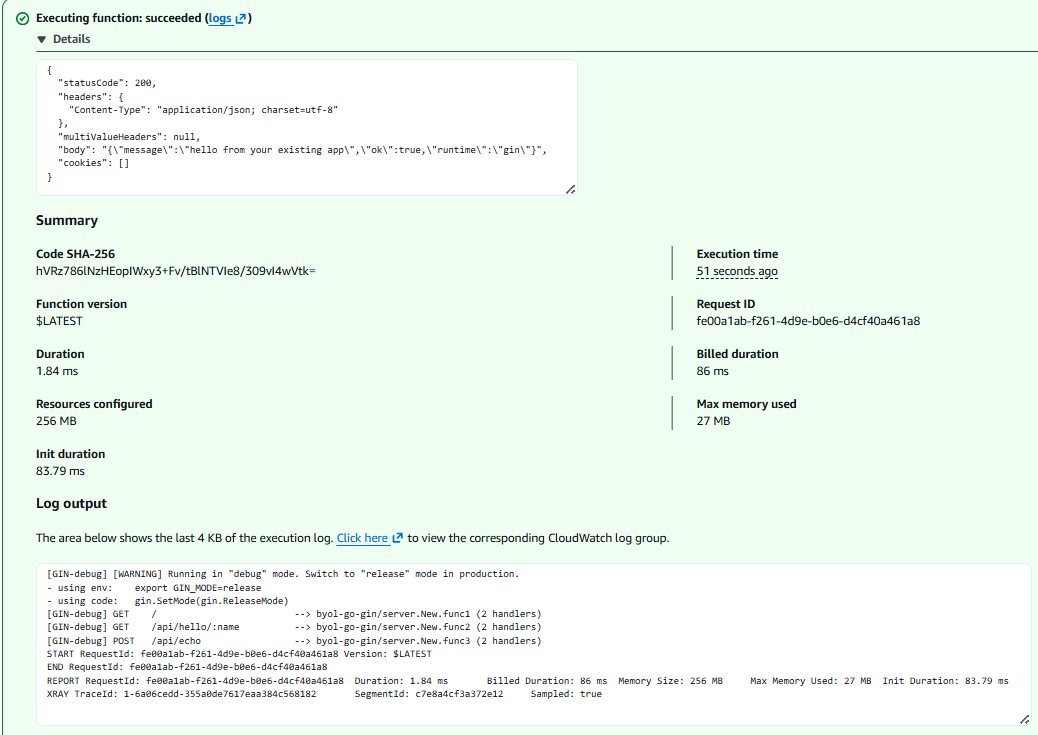 Executing function: succeeded (logs)
Details
{
  "statusCode": 200,
  "headers": {
    "Content-Type": "application/json; charset=utf-8"
  },
  "multiValueHeaders": null,
  "body": "{\"message\":\"hello from your existing app\",\"ok\":true,\"runtime\":\"gin\"}",
  "cookies": []
}
Summary
Code SHA-256
hVRz786lNzHEopIWxy3+Fv/tBlNTVIe8/309vI4wVtk=
Execution time
51 seconds ago
Function version
$LATEST
Request ID
fe00a1ab-f261-4d9e-b0e6-d4cf40a461a8
Duration
1.84 ms
Billed duration
86 ms
Resources configured
256 MB
Max memory used
27 MB
Init duration
83.79 ms
Log output
The area below shows the last 4 KB of the execution log. Click here to view the corresponding CloudWatch log group.
[GIN-debug] [WARNING] Running in "debug" mode. Switch to "release" mode in production.
- using env:	export GIN_MODE=release
- using code:	gin.SetMode(gin.ReleaseMode)
[GIN-debug] GET    /                         --> byol-go-gin/server.New.func1 (2 handlers)
[GIN-debug] GET    /api/hello/:name          --> byol-go-gin/server.New.func2 (2 handlers)
[GIN-debug] POST   /api/echo                 --> byol-go-gin/server.New.func3 (2 handlers)
START RequestId: fe00a1ab-f261-4d9e-b0e6-d4cf40a461a8 Version: $LATEST
END RequestId: fe00a1ab-f261-4d9e-b0e6-d4cf40a461a8
REPORT RequestId: fe00a1ab-f261-4d9e-b0e6-d4cf40a461a8	Duration: 1.84 ms	Billed Duration: 86 ms	Memory Size: 256 MB	Max Memory Used: 27 MB	Init Duration: 83.79 ms
XRAY TraceId: 1-6a06cedd-355a0de7617eaa384c568182	SegmentId: c7e8a4cf3a372e12	Sampled: true